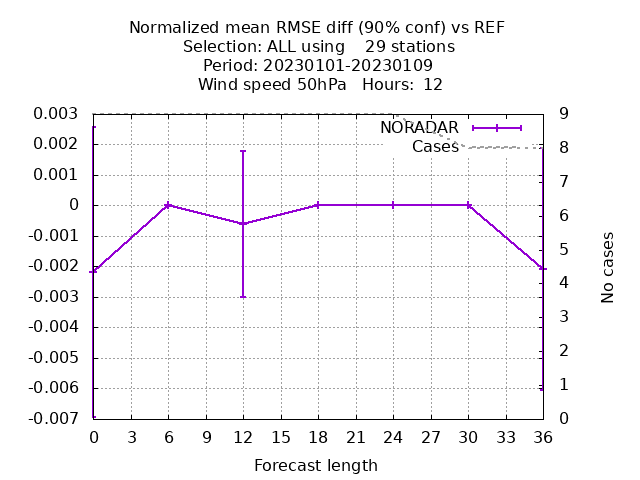 Normalized mean RMSE diff (90% conf) vs REF
Selection: ALL using    29 stations
Period: 20230101-20230109
Wind speed 50hPa   Hours:  12
0.003
0.002
0.001
0
-0.001
-0.002
-0.003
-0.004
-0.005
-0.006
-0.007
NORADAR
Cases
9
8
7
6
5
4
3
2
1
0
No cases
0 3 6 9 12 15 18 21 24 27 30 33 36
Forecast length